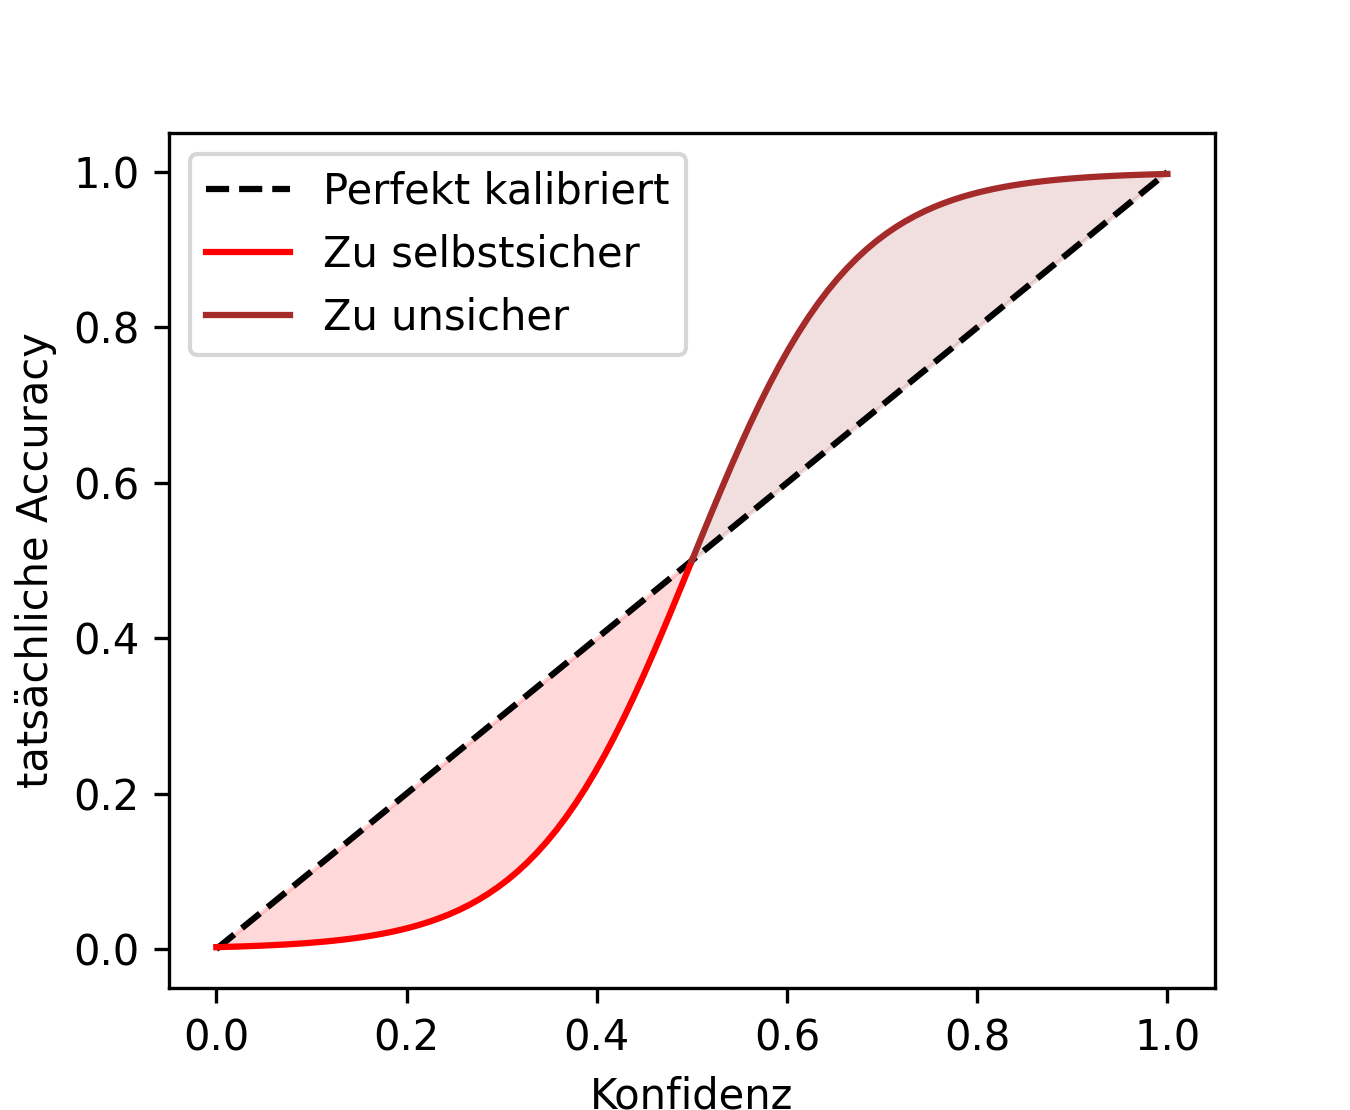 Perfekt kalibriert
Zu selbstsicher
Zu unsicher
1.0
0.8
0.6
0.4
0.2
0.0
tatsächliche Accuracy
0.0 0.2 0.4 0.6 0.8 1.0
Konfidenz